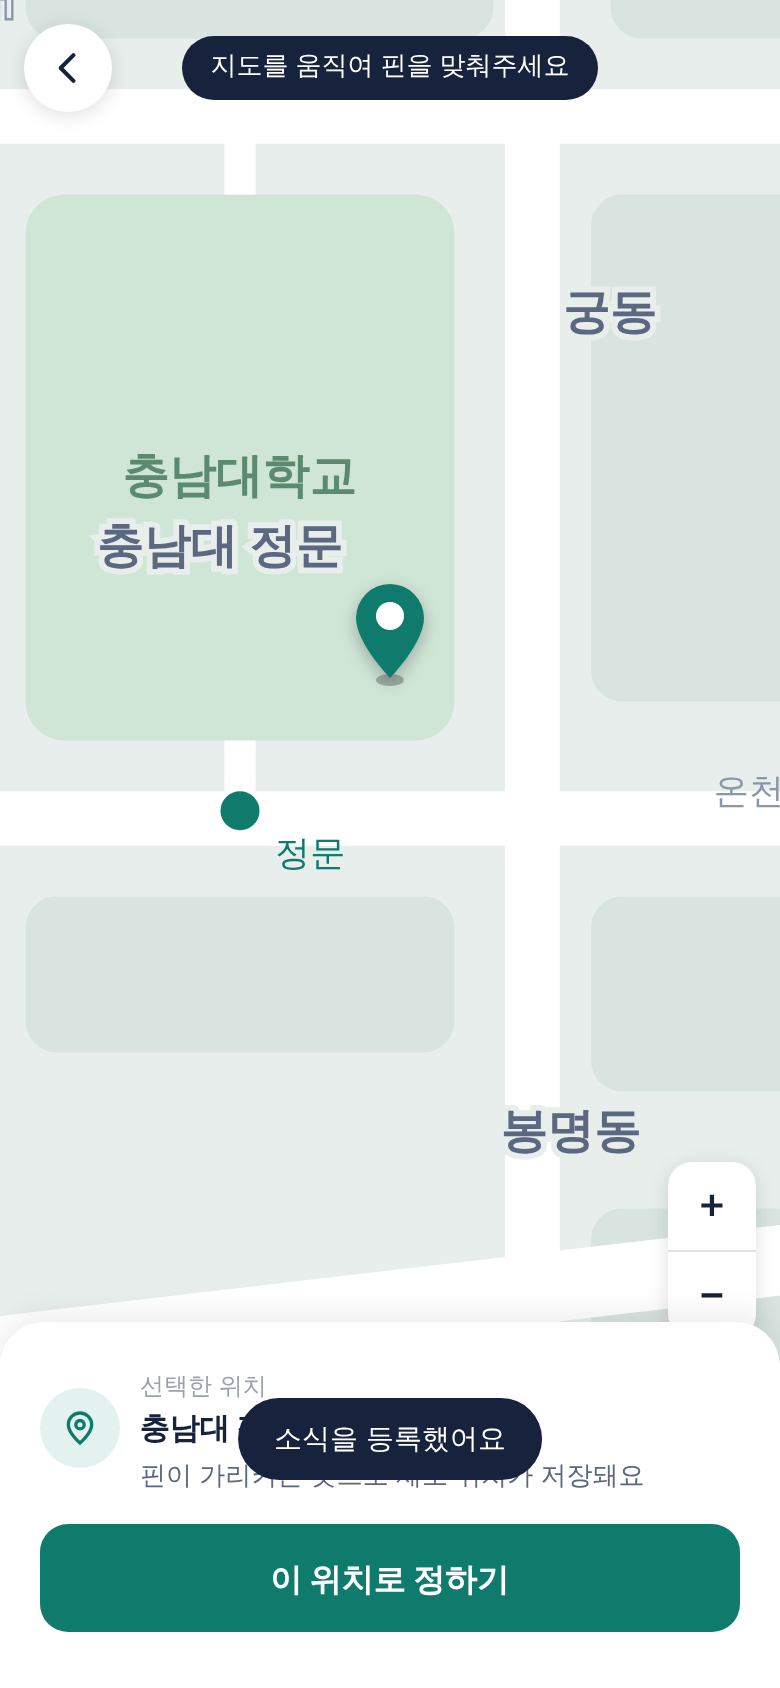 지도를 움직여 핀을 맞춰주세요
궁동
충남대학교
충남대 정문
온천
정문
봉명동
+
−
선택한 위치
충남대
소식을 등록했어요
핀이 저장돼요
이 위치로 정하기